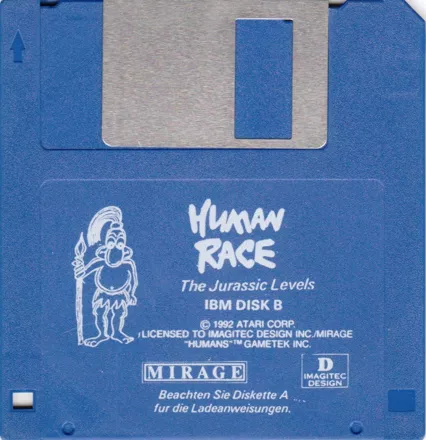 HUMAN
RACE
The Jurassic Levels
IBM DISK B
© 1992 ATARI CORP.
LICENSED TO IMAGITEC DESIGN INC./MIRAGE
"HUMANS"™ GAMETEK INC.
MIRAGE
D
IMAGITEC
DESIGN
Beachten Sie Diskette A
fur die Ladeanweisungen.